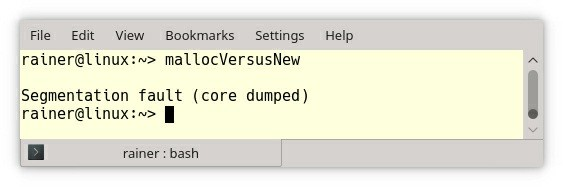 File Edit View Bookmarks Settings Help
rainer@linux:~> mallocVersusNew
Segmentation fault (core dumped)
rainer@linux:~>
rainer : bash